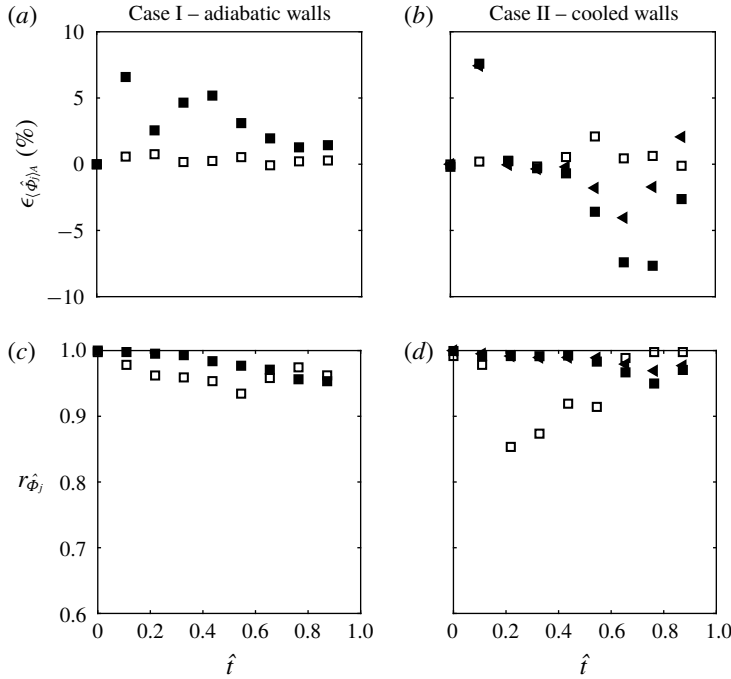 (a) Case I – adiabatic walls
(b) Case II – cooled walls
10
5
0
−5
−10
ϵ⟨Φ̂j⟩A (%)
(c)
(d)
1.0
0.9
0.8
0.7
0.6
rΦ̂j
0 0.2 0.4 0.6 0.8 1.0
0 0.2 0.4 0.6 0.8 1.0
t̂
t̂